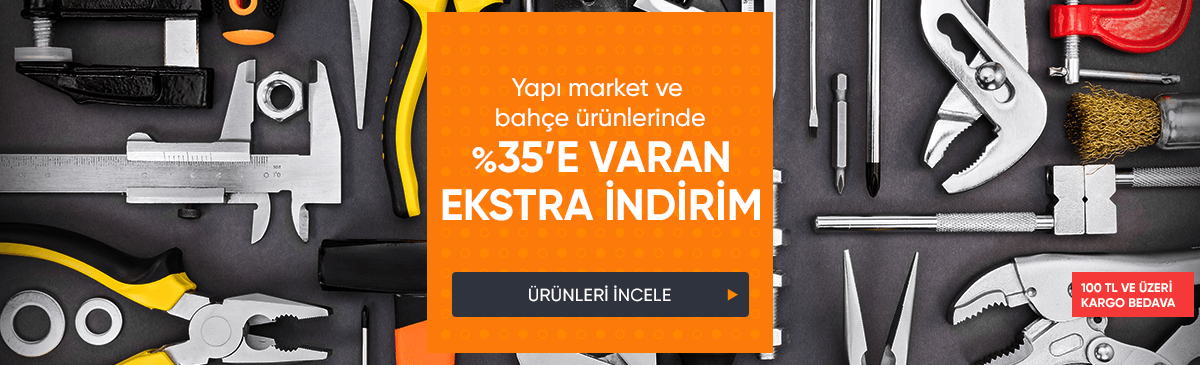 Yapı market ve
bahçe ürünlerinde
%35'E VARAN
EKSTRA İNDİRİM
ÜRÜNLERİ İNCELE
100 TL VE ÜZERİ
KARGO BEDAVA